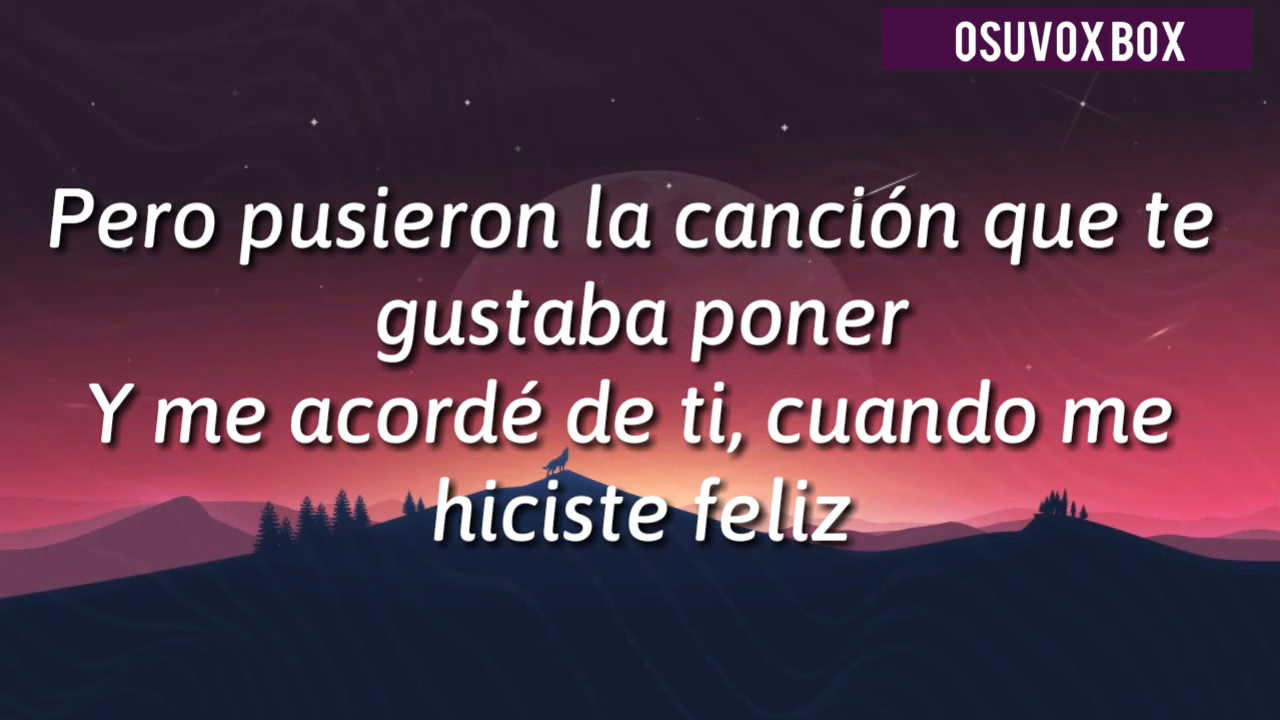 OSUVOX BOX
Pero pusieron la canción que te
gustaba poner
Y me acordé de ti, cuando me
hiciste feliz